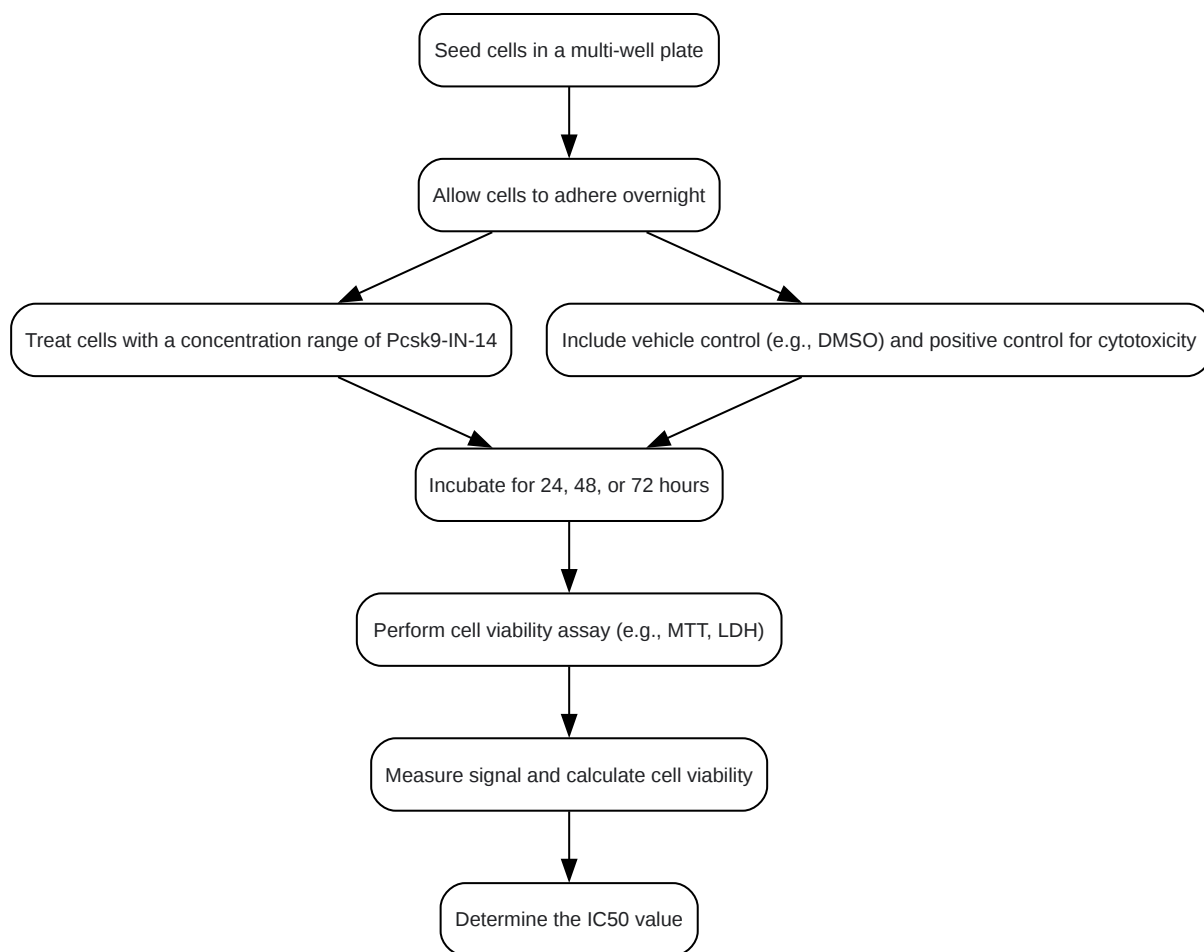 Seed cells in a multi-well plate
Allow cells to adhere overnight
Treat cells with a concentration range of Pcsk9-IN-14
Include vehicle control (e.g., DMSO) and positive control for cytotoxicity
Incubate for 24, 48, or 72 hours
Perform cell viability assay (e.g., MTT, LDH)
Measure signal and calculate cell viability
Determine the IC50 value